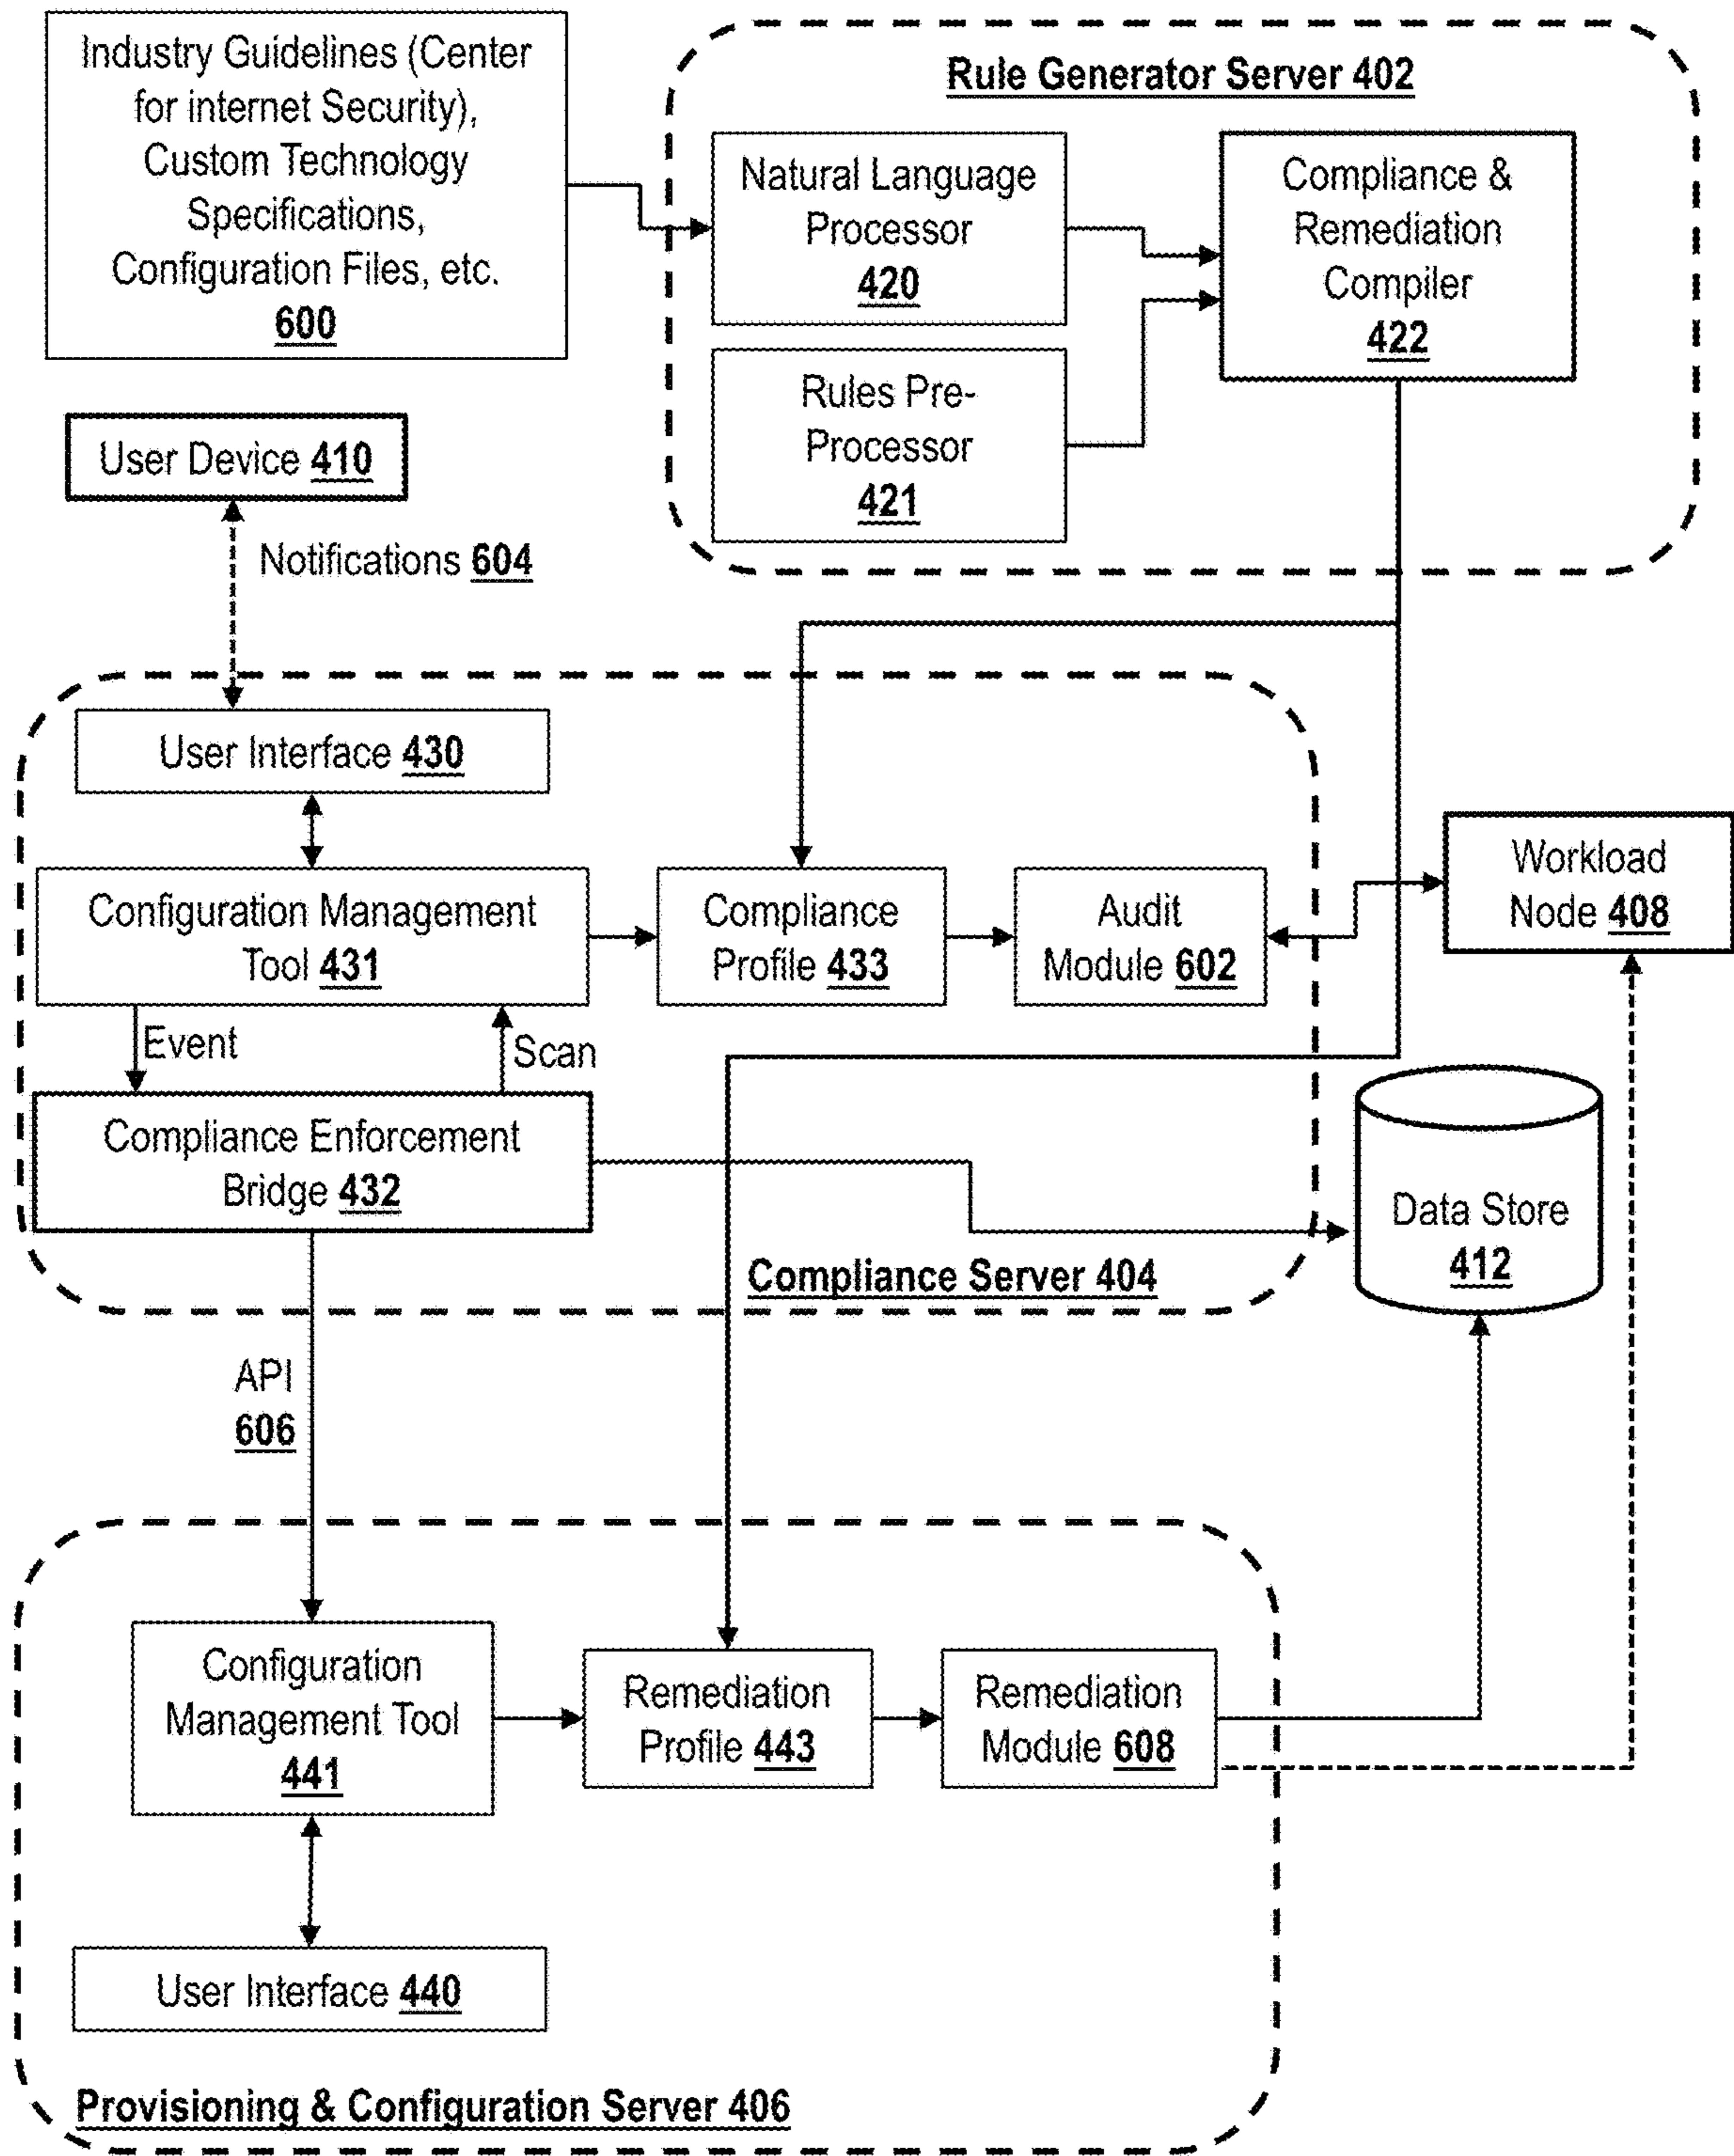 Industry Guidelines (Center
for internet Security),
Custom Technology
Specifications,
Configuration Files, etc.
600
Rule Generator Server 402
Natural Language
Processor
420
Compliance &
Remediation
Compiler
422
Rules Pre-
Processor
421
User Device 410
Notifications 604
User Interface 430
Configuration Management
Tool 431
Compliance
Profile 433
Audit
Module 602
Workload
Node 408
Event
Scan
Compliance Enforcement
Bridge 432
Data Store
412
Compliance Server 404
API
606
Configuration
Management Tool
441
Remediation
Profile 443
Remediation
Module 608
User Interface 440
Provisioning & Configuration Server 406